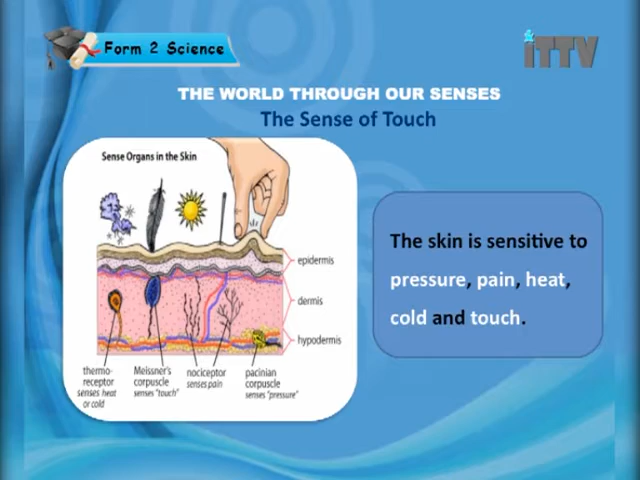 Form 2 Science
iTTV
THE WORLD THROUGH OUR SENSES
The Sense of Touch
Sense Organs in the Skin
epidermis
dermis
hypodermis
thermo-
receptor
senses heat
or cold
Meissner's
corpuscle
senses "touch"
nociceptor
senses pain
pacinian
corpuscle
senses "pressure"
The skin is sensitive to
pressure, pain, heat,
cold and touch.